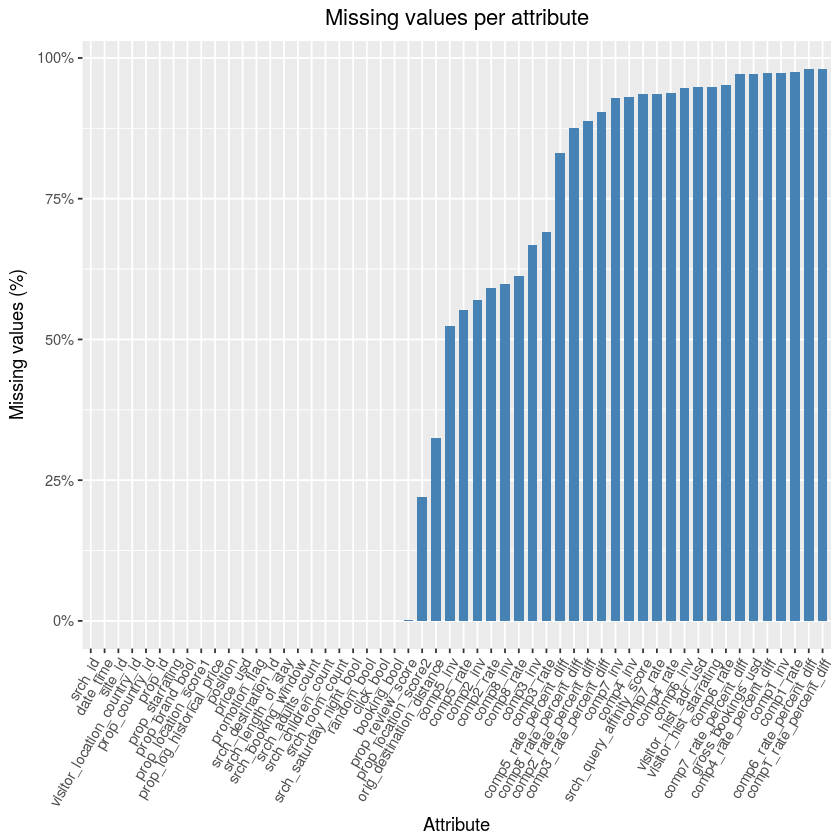 Missing values per attribute
Missing values (%)
100%
75%
50%
25%
0%
srch_id
date_time
site_id
visitor_location_country_id
prop_country_id
prop_id
prop_starrating
prop_brand_bool
prop_location_score1
prop_log_historical_price
position
price_usd
promotion_flag
srch_destination_id
srch_length_of_stay
srch_booking_window
srch_adults_count
srch_children_count
srch_room_count
srch_saturday_night_bool
random_bool
click_bool
booking_bool
prop_review_score
prop_location_score2
orig_destination_distance
comp5_inv
comp5_rate
comp2_inv
comp2_rate
comp8_inv
comp8_rate
comp3_inv
comp3_rate
comp5_rate_percent_diff
comp8_rate_percent_diff
comp2_rate_percent_diff
comp3_rate_percent_diff
comp7_inv
comp4_inv
srch_query_affinity_score
comp7_rate
comp4_rate
comp6_inv
visitor_hist_adr_usd
visitor_hist_starrating
comp6_rate
comp7_rate_percent_diff
gross_bookings_usd
comp4_rate_percent_diff
comp1_inv
comp1_rate
comp6_rate_percent_diff
comp1_rate_percent_diff
Attribute